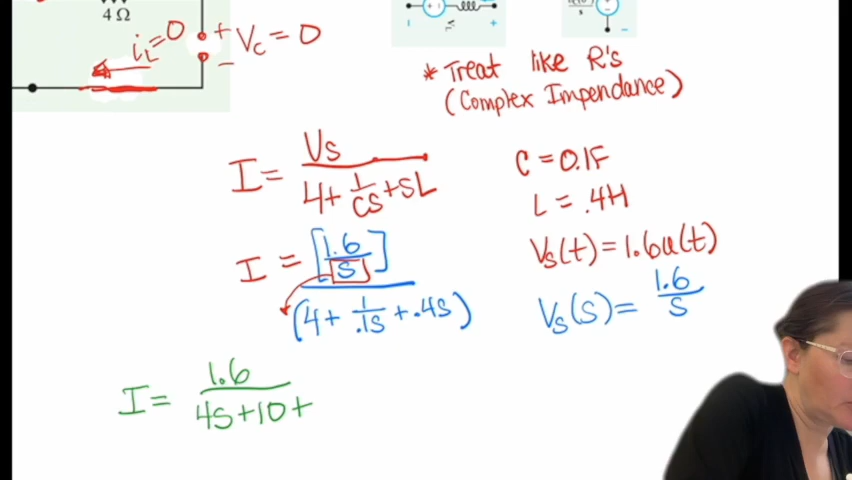 4 Ω
i_L=0
+
V_C = 0
−
* Treat like R's
(Complex Impendance)
I = Vs / (4 + 1/CS + SL)
C = 0.1F
L = .4H
I = [1.6/S] / (4 + 1/.1S + .4S)
Vs(t) = 1.6u(t)
Vs(S) = 1.6/S
I = 1.6 / 4S+10+